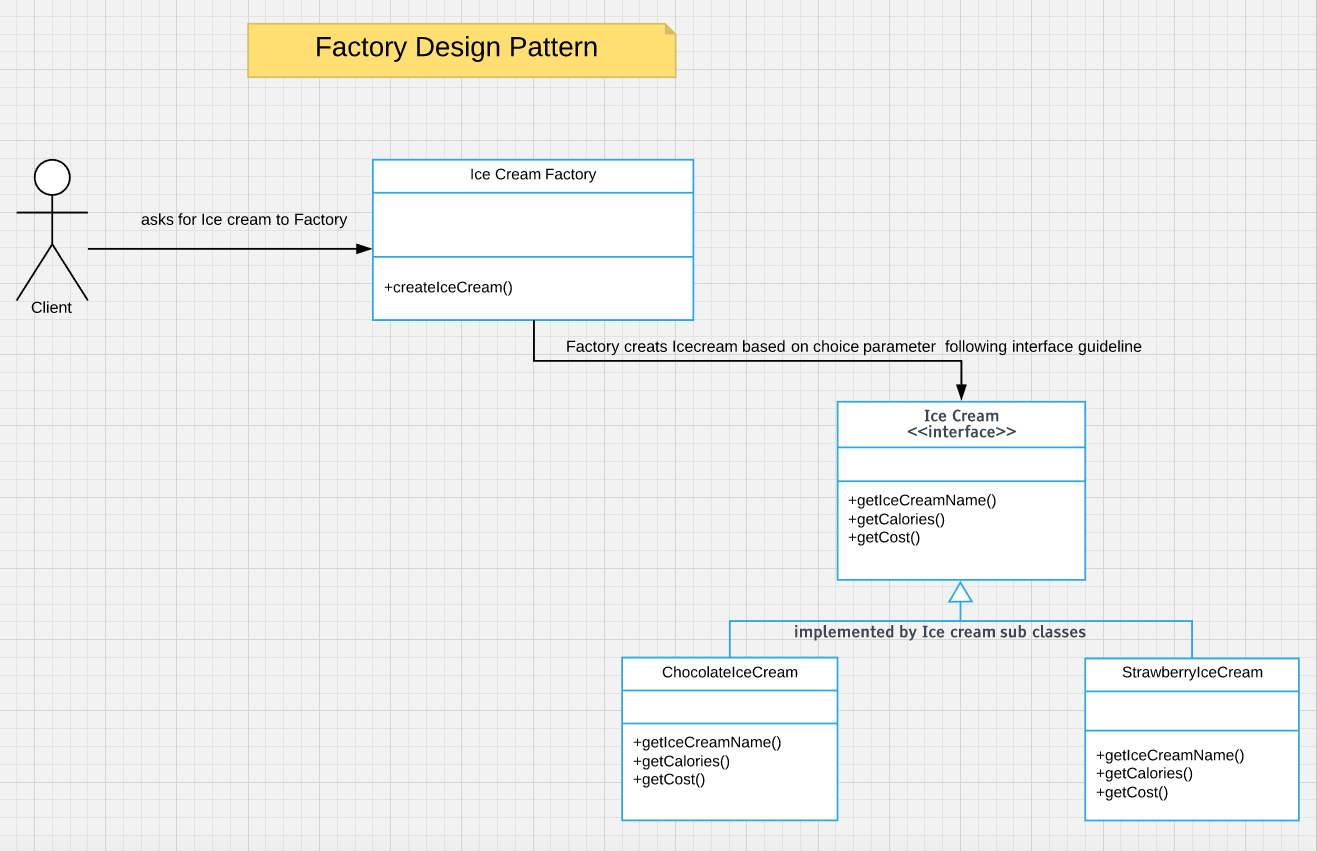 Factory Design Pattern
Ice Cream Factory
asks for Ice cream to Factory
+createIceCream()
Client
Factory creats Icecream based on choice parameter  following interface guideline
Ice Cream
<<interface>>
+getIceCreamName()
+getCalories()
+getCost()
implemented by Ice cream sub classes
ChocolateIceCream
+getIceCreamName()
+getCalories()
+getCost()
StrawberryIceCream
+getIceCreamName()
+getCalories()
+getCost()